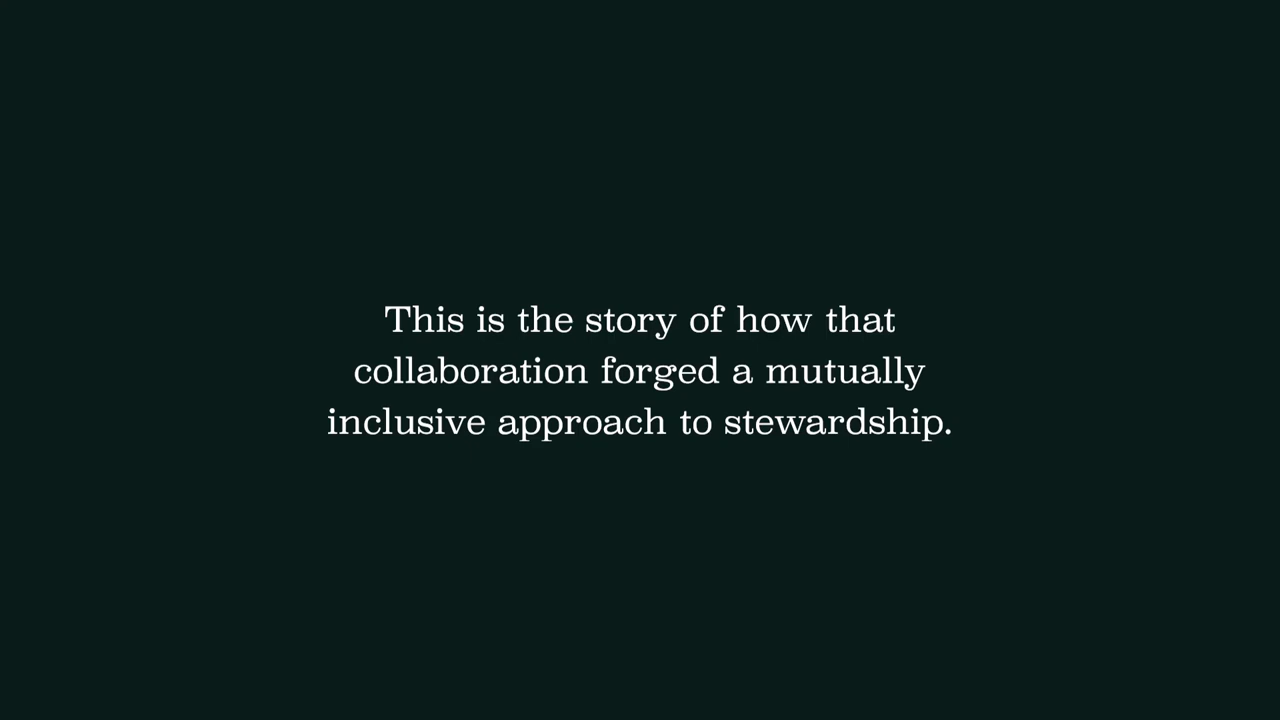 This is the story of how that
collaboration forged a mutually
inclusive approach to stewardship.